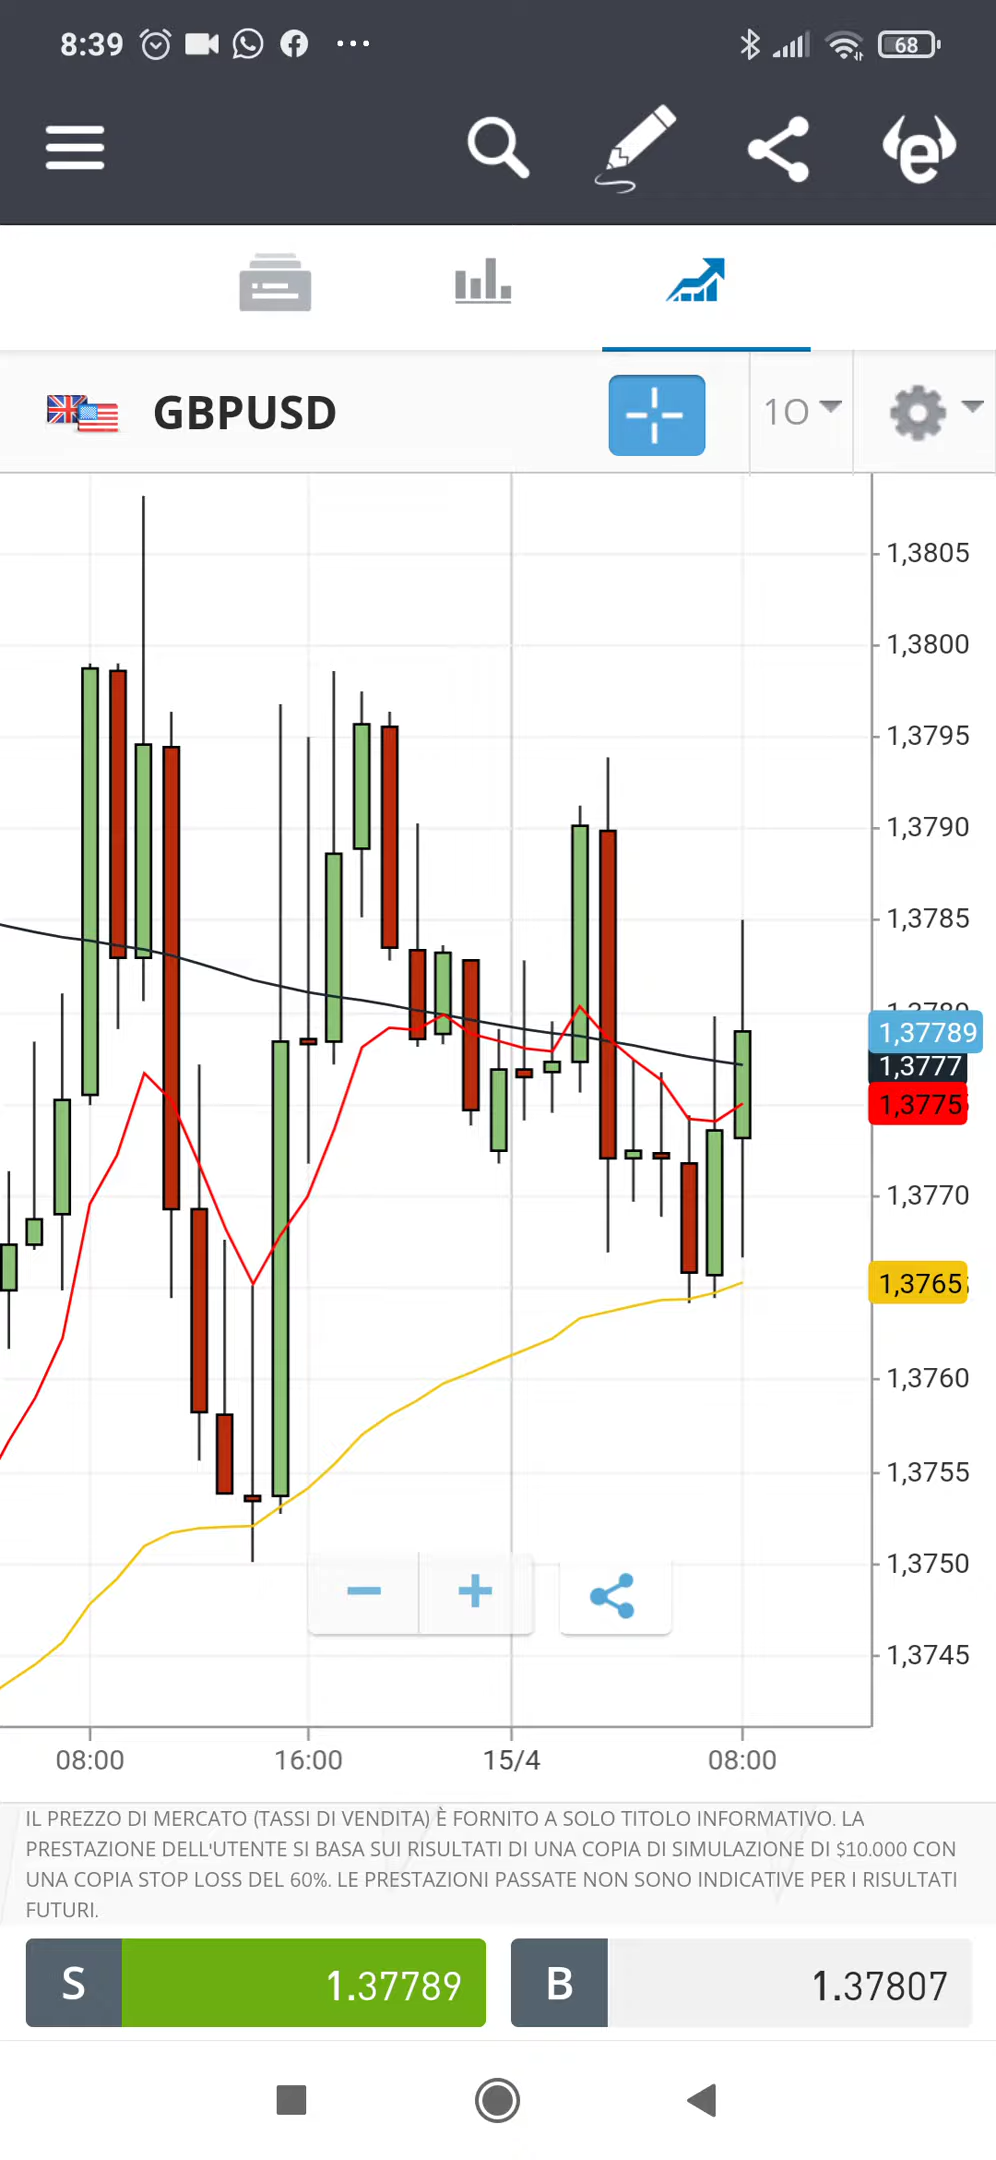 8:39
68
GBPUSD
1O
1,3805
1,3800
1,3795
1,3790
1,3785
1,37789
1,3777
1,3775
1,3770
1,3765
1,3760
1,3755
1,3750
1,3745
08:00 16:00 15/4 08:00
IL PREZZO DI MERCATO (TASSI DI VENDITA) È FORNITO A SOLO TITOLO INFORMATIVO. LA
PRESTAZIONE DELL'UTENTE SI BASA SUI RISULTATI DI UNA COPIA DI SIMULAZIONE DI $10.000 CON
UNA COPIA STOP LOSS DEL 60%. LE PRESTAZIONI PASSATE NON SONO INDICATIVE PER I RISULTATI
FUTURI.
S 1.37789 B 1.37807